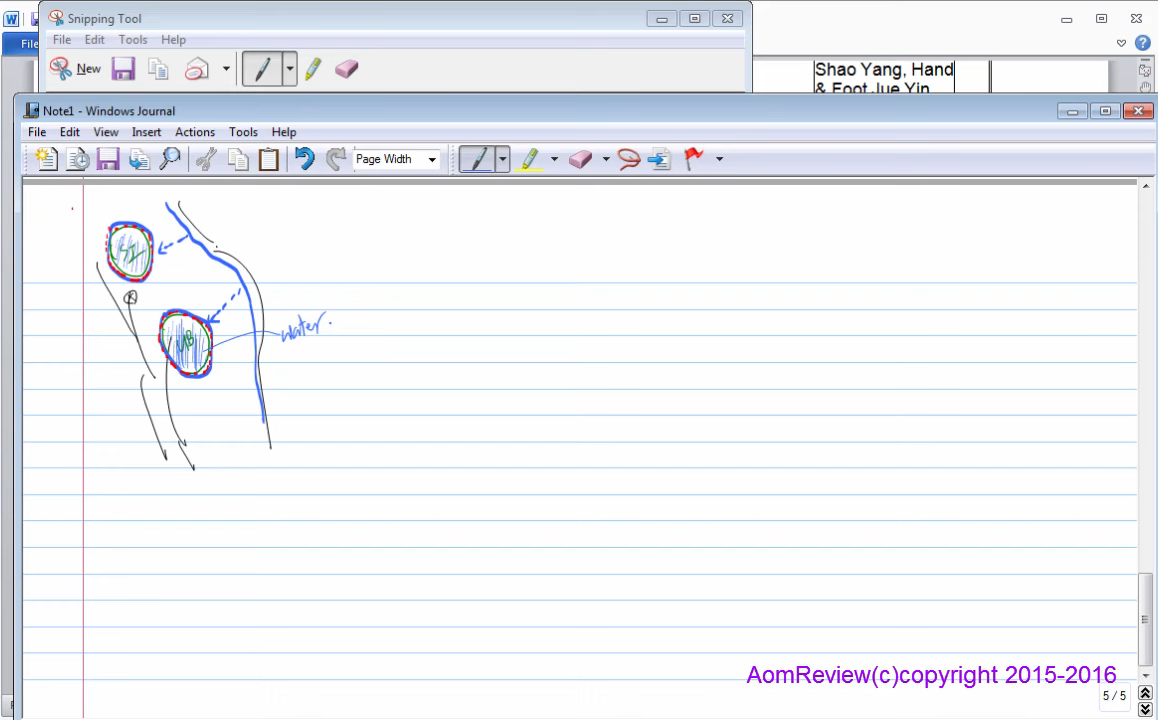 Snipping Tool
File Edit Tools Help
New
File
Shao Yang, Hand
& Foot Jue Yin
Note1 - Windows Journal
File Edit View Insert Actions Tools Help
Page Width
SI
UB
water.
AomReview(c)copyright 2015-2016
5 / 5